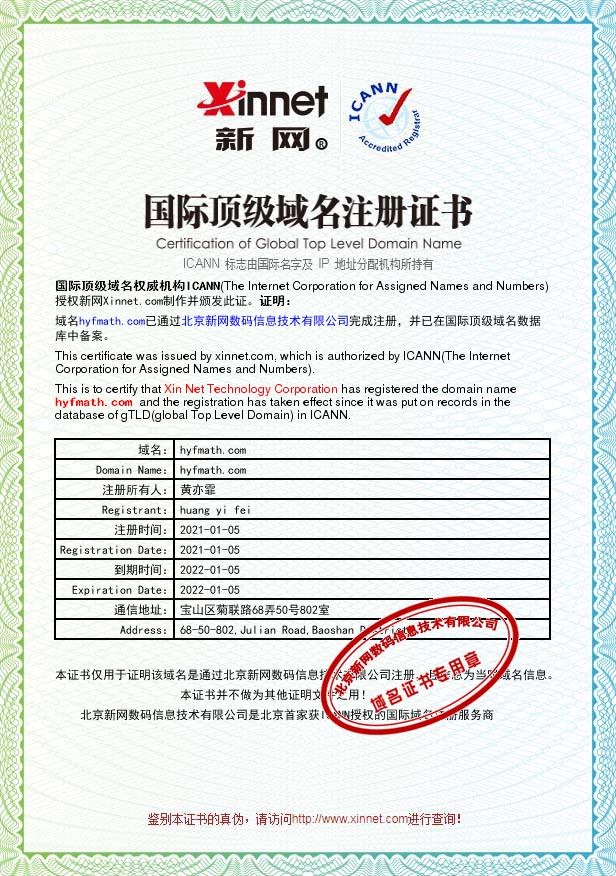 Xinnet
新网®
ICANN
Accredited Registrar
国际顶级域名注册证书
Certification of Global Top Level Domain Name
ICANN 标志由国际名字及 IP 地址分配机构所持有
国际顶级域名权威机构ICANN(The Internet Corporation for Assigned Names and Numbers)
授权新网Xinnet.com制作并颁发此证。证明：
域名hyfmath.com已通过北京新网数码信息技术有限公司完成注册，并已在国际顶级域名数据
库中备案。
This certificate was issued by xinnet.com, which is authorized by ICANN(The Internet
Corporation for Assigned Names and Numbers).
This is to certify that Xin Net Technology Corporation has registered the domain name
hyfmath.com and the registration has taken effect since it was put on records in the
database of gTLD(global Top Level Domain) in ICANN.
域名： hyfmath.com
Domain Name: hyfmath.com
注册所有人： 黄亦霏
Registrant: huang yi fei
注册时间： 2021-01-05
Registration Date: 2021-01-05
到期时间： 2022-01-05
Expiration Date: 2022-01-05
通信地址： 宝山区菊联路68弄50号802室
Address: 68-50-802,Julian Road,Baoshan District
本证书仅用于证明该域名是通过北京新网数码信息技术有限公司注册，为当前域名信息。
本证书并不做为其他证明文件之用！
北京新网数码信息技术有限公司是北京首家获ICANN授权的国际域名注册服务商
北京新网数码信息技术有限公司
域名证书专用章
鉴别本证书的真伪，请访问http://www.xinnet.com进行查询！